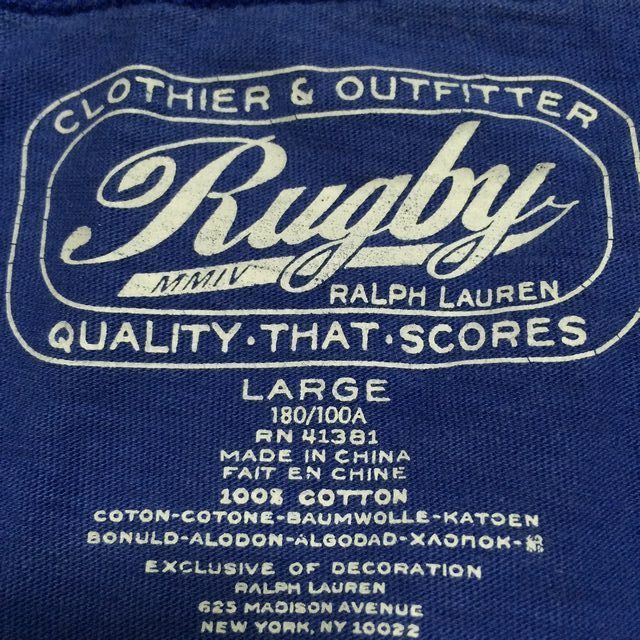 CLOTHIER & OUTFITTER
Rugby
MMIV
RALPH LAUREN
QUALITY·THAT·SCORES
LARGE
180/100A
RN 41381
MADE IN CHINA
FAIT EN CHINE
100% COTTON
COTON-COTONE-BAUMWOLLE-KATOEN
BONULD-ALODON-ALGODAD-ХЛОПОК-綿
EXCLUSIVE OF DECORATION
RALPH LAUREN
625 MADISON AVENUE
NEW YORK, NY 10022